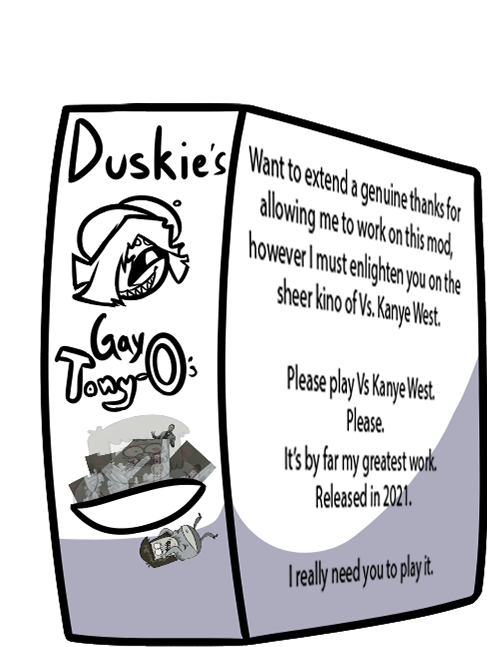 Duskie's
Gay
Tony-O's
Want to extend a genuine thanks for
allowing me to work on this mod,
however I must enlighten you on the
sheer kino of Vs. Kanye West.
Please play Vs Kanye West.
Please.
It's by far my greatest work.
Released in 2021.
I really need you to play it.